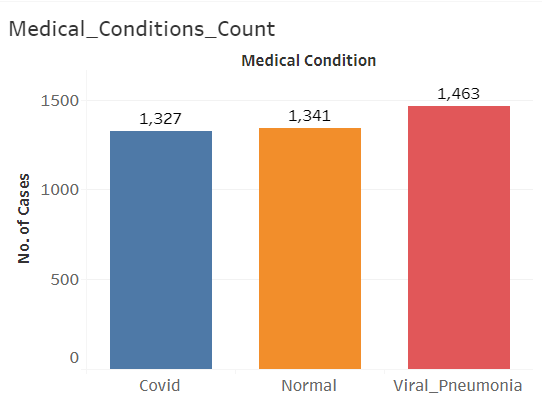 Medical_Conditions_Count
Medical Condition
No. of Cases
1500
1000
500
0
1,327
1,341
1,463
Covid
Normal
Viral_Pneumonia